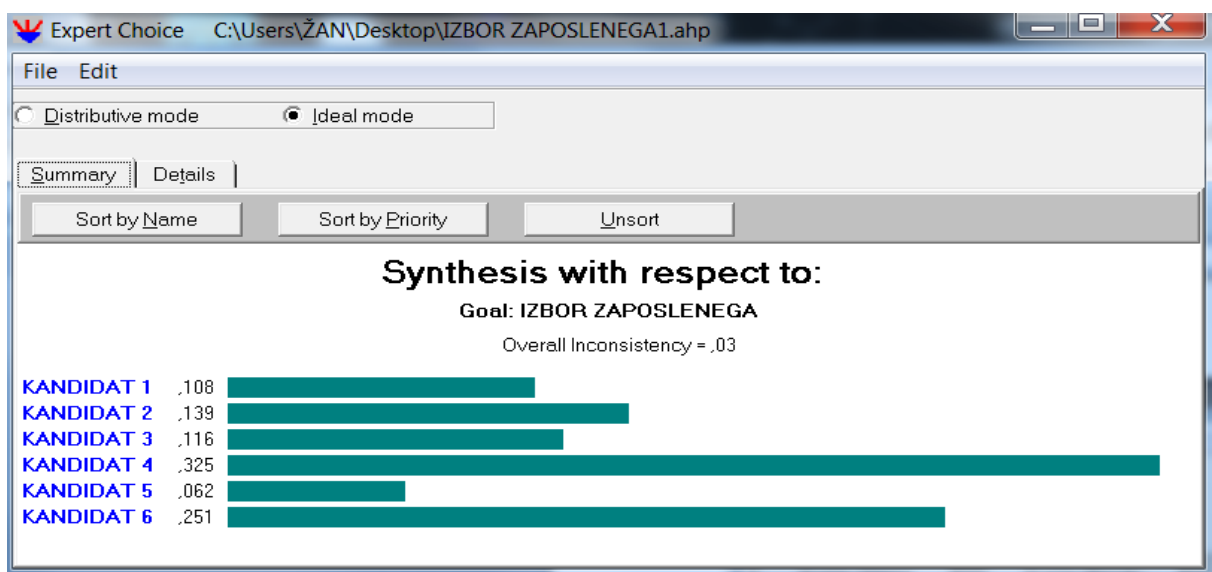 Expert Choice C:\Users\ŽAN\Desktop\IZBOR ZAPOSLENEGA1.ahp
File Edit
Distributive mode Ideal mode
Summary Details
Sort by Name Sort by Priority Unsort
Synthesis with respect to:
Goal: IZBOR ZAPOSLENEGA
Overall Inconsistency = ,03
KANDIDAT 1 ,108
KANDIDAT 2 ,139
KANDIDAT 3 ,116
KANDIDAT 4 ,325
KANDIDAT 5 ,062
KANDIDAT 6 ,251